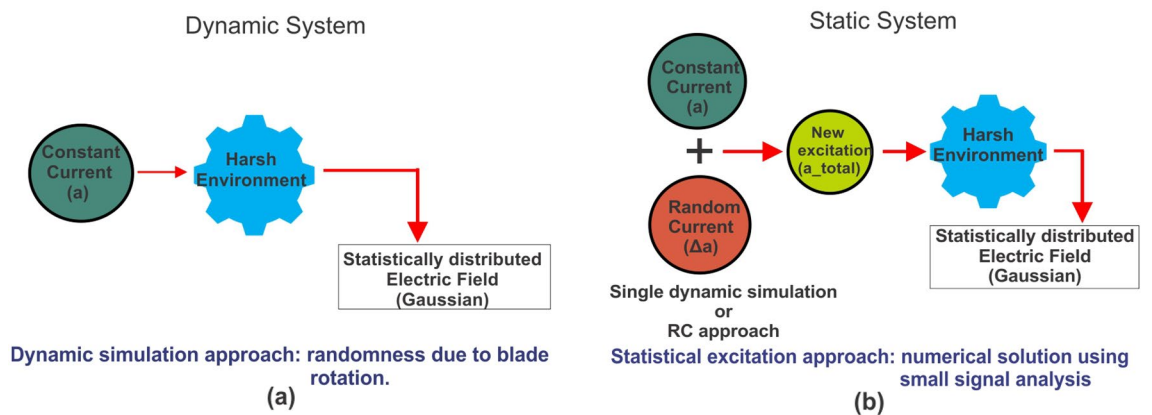 Dynamic System
Constant
Current
(a)
Harsh
Environment
Statistically distributed
Electric Field
(Gaussian)
Dynamic simulation approach: randomness due to blade
rotation.
(a)
Static System
Constant
Current
(a)
+
Random
Current
(Δa)
New
excitation
(a_total)
Harsh
Environment
Statistically distributed
Electric Field
(Gaussian)
Single dynamic simulation
or
RC approach
Statistical excitation approach: numerical solution using
small signal analysis
(b)